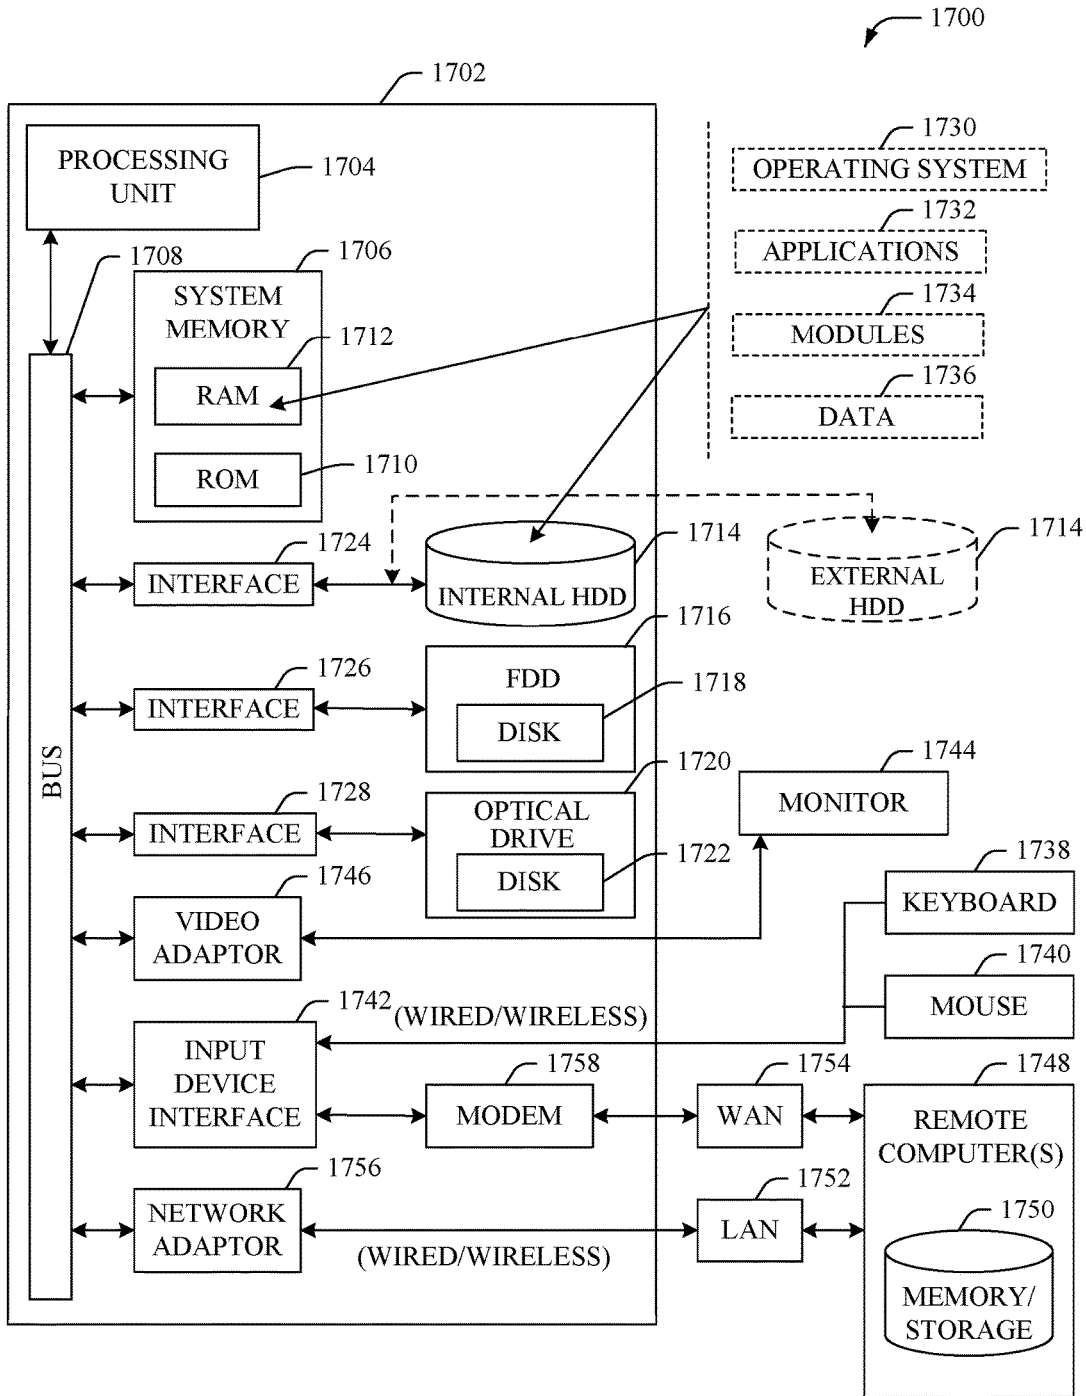 1700
1702
PROCESSING
UNIT
1704
1730
OPERATING SYSTEM
1732
APPLICATIONS
1734
MODULES
1736
DATA
1708
1706
SYSTEM
MEMORY
1712
RAM
1710
ROM
1724
INTERFACE
1714
INTERNAL HDD
1714
EXTERNAL
HDD
1716
FDD
1726
INTERFACE
1718
DISK
BUS
1720
OPTICAL
DRIVE
1728
INTERFACE
1722
DISK
1744
MONITOR
1746
VIDEO
ADAPTOR
1738
KEYBOARD
1740
MOUSE
1742
(WIRED/WIRELESS)
INPUT
DEVICE
INTERFACE
1758
MODEM
1754
WAN
1748
REMOTE
COMPUTER(S)
1756
NETWORK
ADAPTOR
(WIRED/WIRELESS)
1752
LAN
1750
MEMORY/
STORAGE